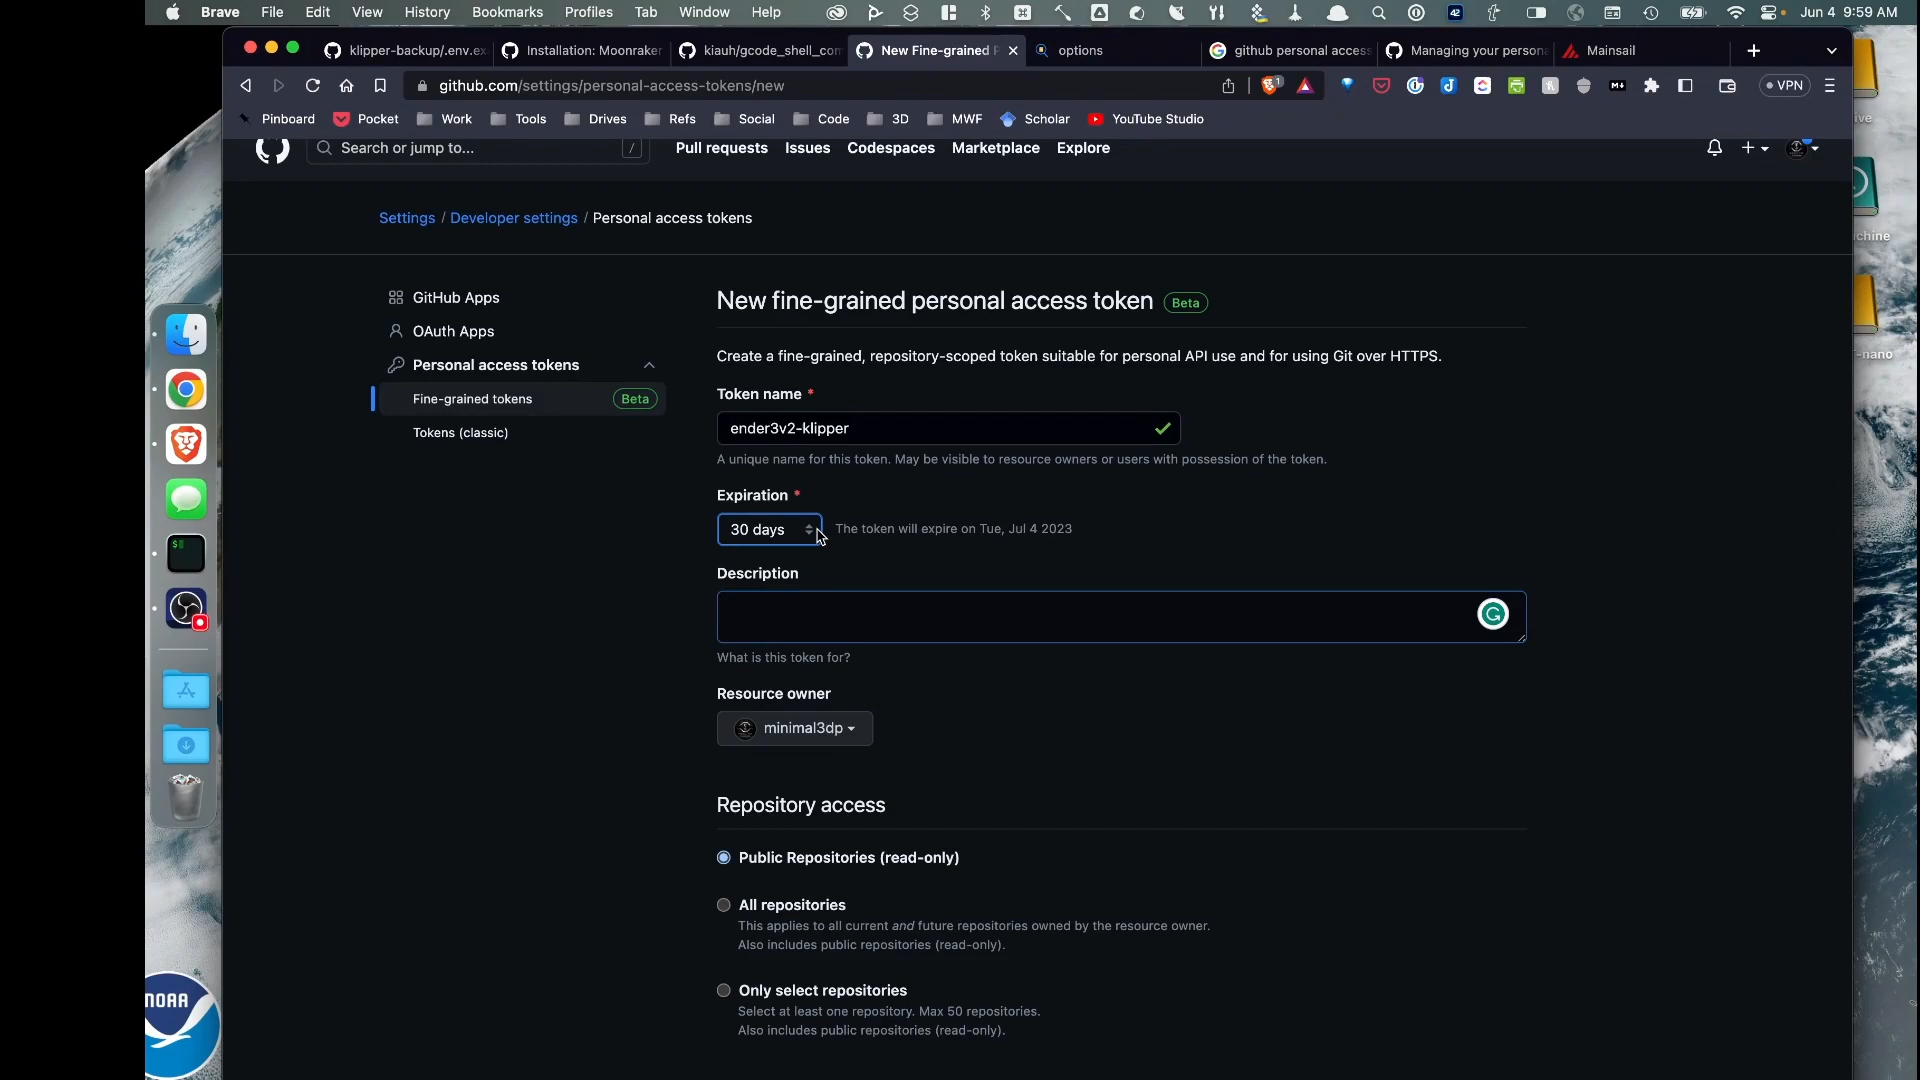 Brave File Edit View History Bookmarks Profiles Tab Window Help 42 Jun 4 9:59 AM
klipper-backup/.env.ex Installation: Moonraker kiauh/gcode_shell_com New Fine-grained P options github personal access Managing your persona Mainsail
github.com/settings/personal-access-tokens/new 1 VPN
Pinboard Pocket Work Tools Drives Refs Social Code 3D MWF Scholar YouTube Studio
Search or jump to... / Pull requests Issues Codespaces Marketplace Explore
Settings / Developer settings / Personal access tokens
GitHub Apps
OAuth Apps
Personal access tokens
Fine-grained tokens Beta
Tokens (classic)
New fine-grained personal access token Beta
Create a fine-grained, repository-scoped token suitable for personal API use and for using Git over HTTPS.
Token name *
ender3v2-klipper
A unique name for this token. May be visible to resource owners or users with possession of the token.
Expiration *
30 days The token will expire on Tue, Jul 4 2023
Description
What is this token for?
Resource owner
minimal3dp
Repository access
Public Repositories (read-only)
All repositories
This applies to all current and future repositories owned by the resource owner.
Also includes public repositories (read-only).
Only select repositories
Select at least one repository. Max 50 repositories.
Also includes public repositories (read-only).
NOAA
ive
chine
-nano